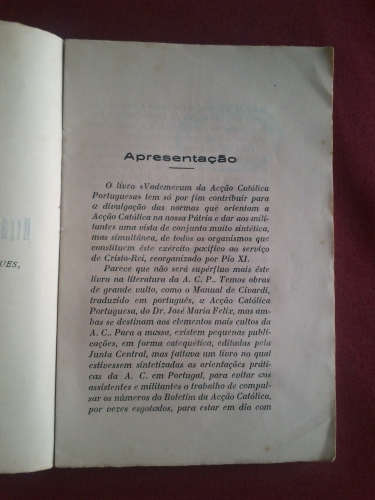 Apresentação
O livro «Vademecum da Acção Católica
Portuguesa» tem só por fim contribuir para
a divulgação das normas que orientam a
Acção Católica na nossa Pátria e dar aos mili-
tantes uma vista de conjunto muito sintética,
mas simultânea, de todos os organismos que
constituem êste exército pacífico ao serviço
de Cristo-Rei, reorganizado por Pio XI.
Parece que não será supérfluo mais êste
livro na literatura da A. C. P.. Temos obras
de grande vulto, como o Manual de Civardi,
traduzido em português, a Acção Católica
Portuguesa, do Dr. José Maria Felix, mas am-
bas se destinam aos elementos mais cultos da
A. C.. Para a massa, existem pequenas publi-
cações, em forma catequética, editadas pela
Junta Central, mas faltava um livro no qual
estivessem sintetizadas as orientações práti-
cas da A. C. em Portugal, para evitar aos
assistentes e militantes o trabalho de compul-
sar os números do Boletim da Acção Católica,
por vezes esgotados, para estar em dia com
UES,